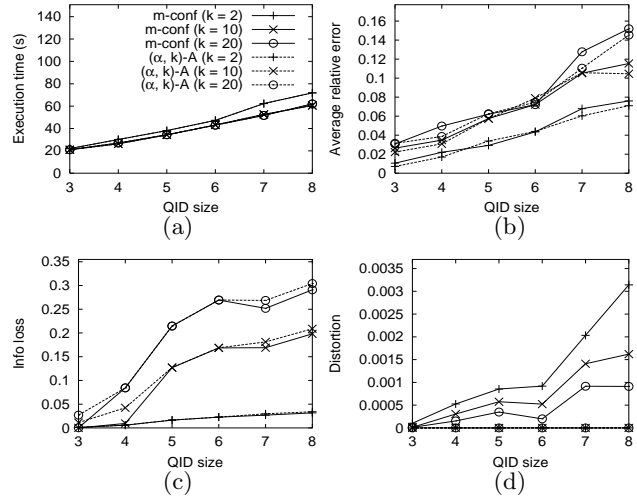 140
120
100
80
60
40
20
0
3 4 5 6 7 8
Execution time (s)
QID size
m-conf (k = 2)
m-conf (k = 10)
m-conf (k = 20)
(α, k)-A (k = 2)
(α, k)-A (k = 10)
(α, k)-A (k = 20)
(a)
0.16
0.14
0.12
0.1
0.08
0.06
0.04
0.02
0
3 4 5 6 7 8
Average relative error
QID size
(b)
0.35
0.3
0.25
0.2
0.15
0.1
0.05
0
3 4 5 6 7 8
Info loss
QID size
(c)
0.0035
0.003
0.0025
0.002
0.0015
0.001
0.0005
0
3 4 5 6 7 8
Distortion
QID size
(d)